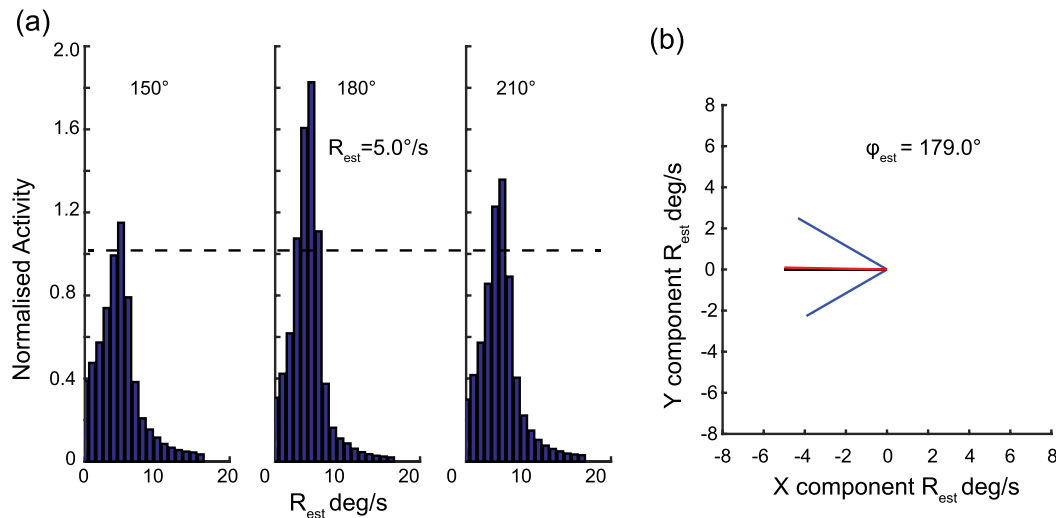 (a)
2.0
1.6
1.2
0.8
0.4
0
Normalised Activity
150°
180°
210°
R_est=5.0°/s
0 10 20
0 10 20
0 10 20
R_est deg/s
(b)
φ_est = 179.0°
8
6
4
2
0
-2
-4
-6
-8
Y component R_est deg/s
-8 -6 -4 -2 0 2 4 6 8
X component R_est deg/s